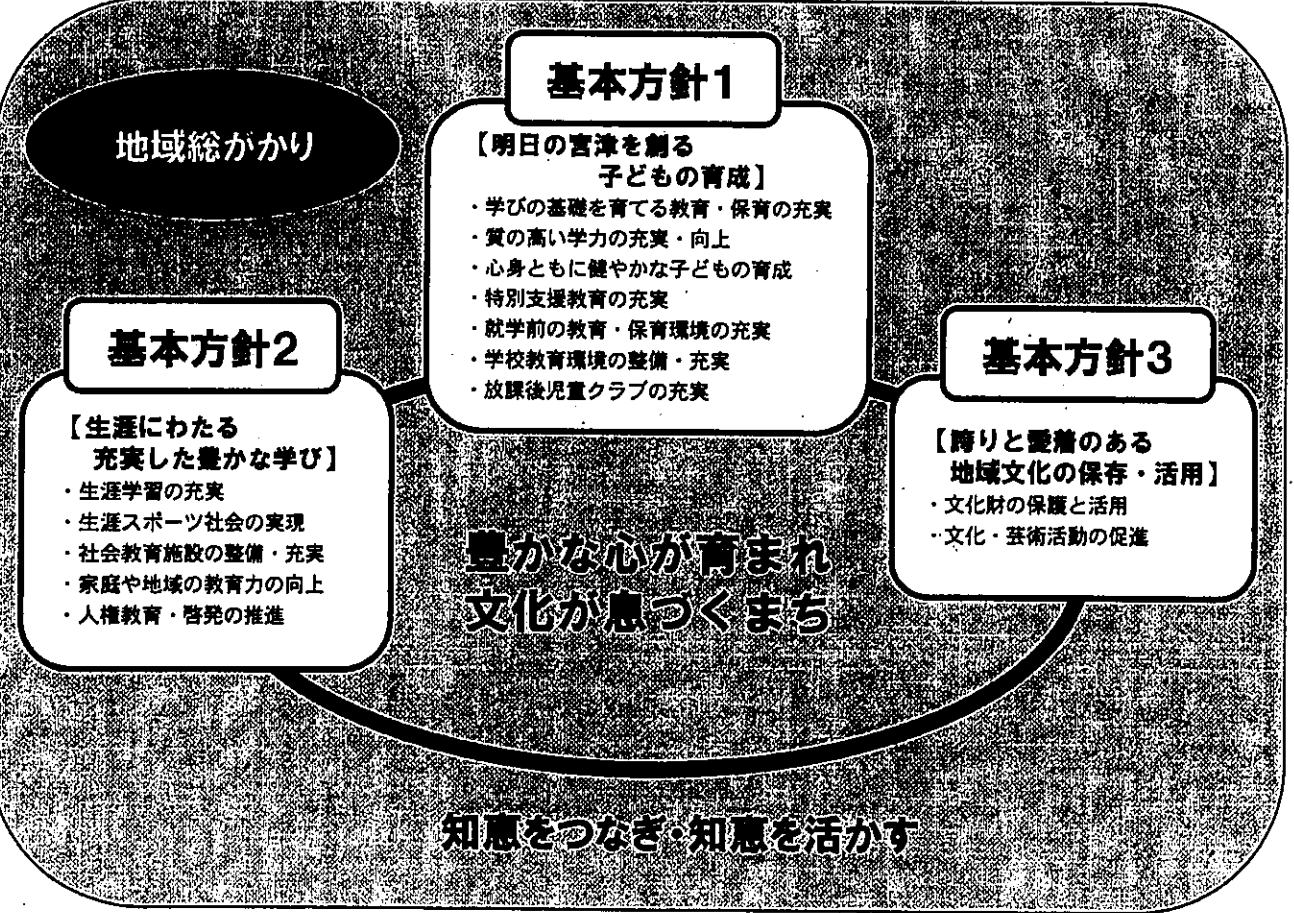 地域総がかり
基本方針1
【明日の宮津を創る
子どもの育成】
・学びの基礎を育てる教育・保育の充実
・質の高い学力の充実・向上
・心身ともに健やかな子どもの育成
・特別支援教育の充実
・就学前の教育・保育環境の充実
・学校教育環境の整備・充実
・放課後児童クラブの充実
基本方針2
【生涯にわたる
充実した豊かな学び】
・生涯学習の充実
・生涯スポーツ社会の実現
・社会教育施設の整備・充実
・家庭や地域の教育力の向上
・人権教育・啓発の推進
基本方針3
【誇りと愛着のある
地域文化の保存・活用】
・文化財の保護と活用
・文化・芸術活動の促進
豊かな心が育まれ
文化が息づくまち
知恵をつなぎ・知恵を活かす